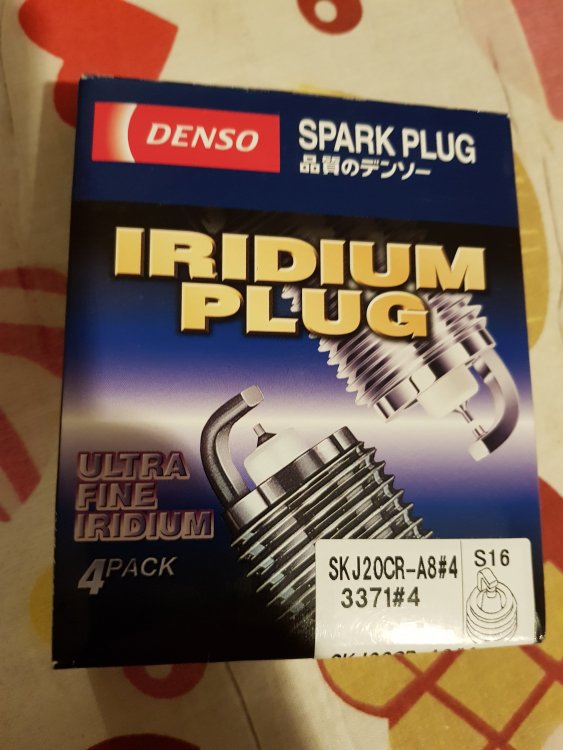 DENSO
SPARK PLUG
品質のデンソー
IRIDIUM
PLUG
ULTRA
FINE
IRIDIUM
4PACK
SKJ20CR-A8#4
3371#4
S16